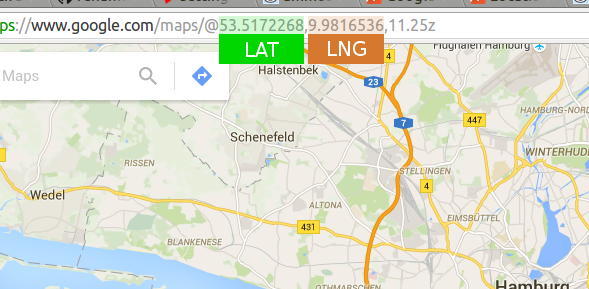 ps://www.google.com/maps/@53.5172268,9.9816536,11.25z
LAT LNG
Flughafen Hamburg
Maps
Halstenbek
23
7
447
HAMBURG-NORD
Schenefeld
WINTERHUDE
RISSEN
STELLINGEN
4
Wedel
ALTONA
EIMSBÜTTEL
431
BLANKENESE
OTHMARSCHEN
Hamburg